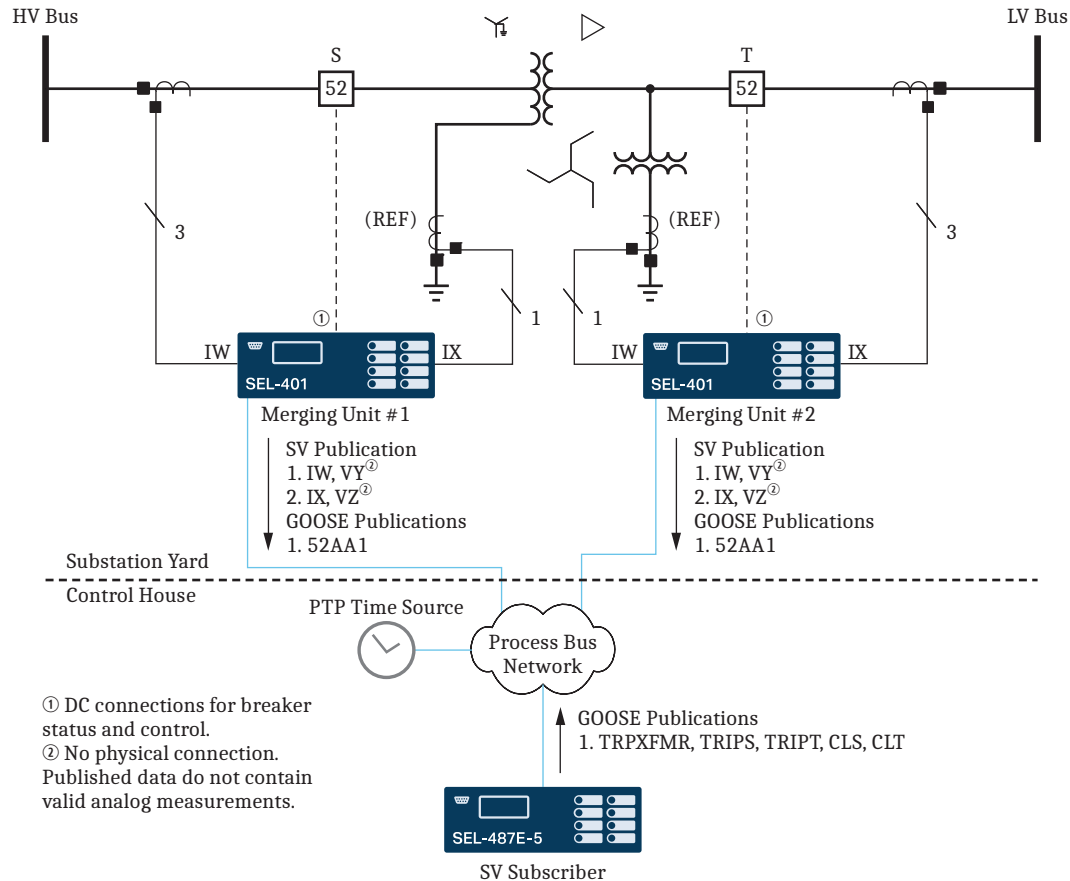 HV Bus
LV Bus
S
T
52
52
(REF)
(REF)
3
3
1
1
①
①
IW
IX
IW
IX
SEL-401
SEL-401
Merging Unit #1
SV Publication
1. IW, VY②
2. IX, VZ②
GOOSE Publications
1. 52AA1
Merging Unit #2
SV Publication
1. IW, VY②
2. IX, VZ②
GOOSE Publications
1. 52AA1
Substation Yard
Control House
PTP Time Source
Process Bus
Network
① DC connections for breaker
status and control.
② No physical connection.
Published data do not contain
valid analog measurements.
GOOSE Publications
1. TRPXFMR, TRIPS, TRIPT, CLS, CLT
SEL-487E-5
SV Subscriber